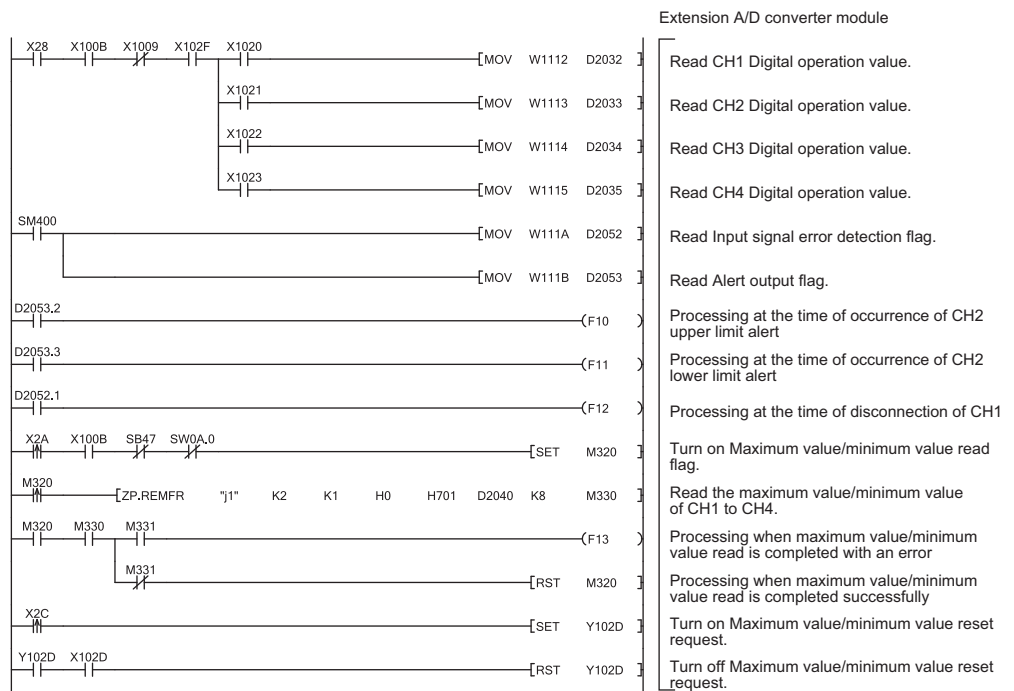 Extension A/D converter module
X28 X100B X1009 X102F X1020
[MOV W1112 D2032 ]
Read CH1 Digital operation value.
X1021
[MOV W1113 D2033 ]
Read CH2 Digital operation value.
X1022
[MOV W1114 D2034 ]
Read CH3 Digital operation value.
X1023
[MOV W1115 D2035 ]
Read CH4 Digital operation value.
SM400
[MOV W111A D2052 ]
Read Input signal error detection flag.
[MOV W111B D2053 ]
Read Alert output flag.
D2053.2
(F10 )
Processing at the time of occurrence of CH2
upper limit alert
D2053.3
(F11 )
Processing at the time of occurrence of CH2
lower limit alert
D2052.1
(F12 )
Processing at the time of disconnection of CH1
X2A X100B SB47 SW0A.0
[SET M320 ]
Turn on Maximum value/minimum value read
flag.
M320
[ZP.REMFR "j1" K2 K1 H0 H701 D2040 K8 M330 ]
Read the maximum value/minimum value
of CH1 to CH4.
M320 M330 M331
(F13 )
Processing when maximum value/minimum
value read is completed with an error
M331
[RST M320 ]
Processing when maximum value/minimum
value read is completed successfully
X2C
[SET Y102D ]
Turn on Maximum value/minimum value reset
request.
Y102D X102D
[RST Y102D ]
Turn off Maximum value/minimum value reset
request.